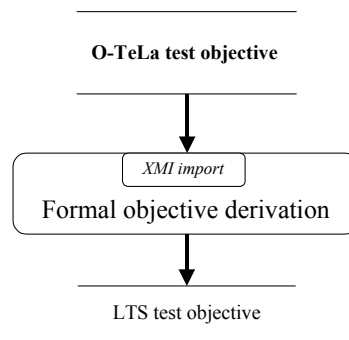 O-TeLa test objective
XMI import
Formal objective derivation
LTS test objective